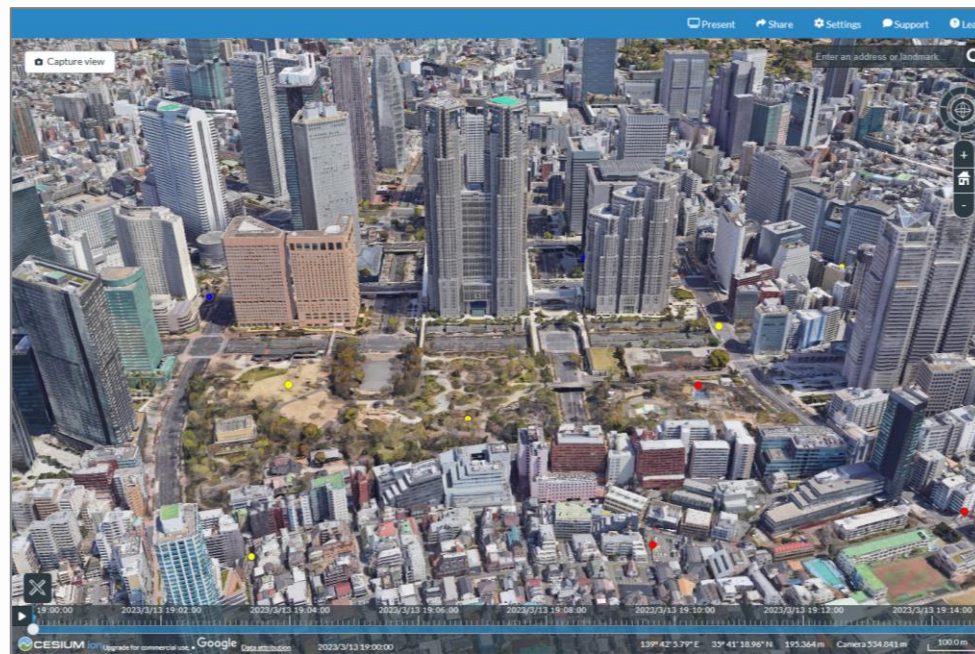 Present Share Settings Support Lea
Capture view
Enter an address or landmark...
+
-
19:00:00 2023/3/13 19:02:00 2023/3/13 19:04:00 2023/3/13 19:06:00 2023/3/13 19:08:00 2023/3/13 19:10:00 2023/3/13 19:12:00 2023/3/13 19:14:00
CESIUM ion Upgrade for commercial use. • Google Data attribution 2023/3/13 19:00:00 139° 42' 5.79" E 35° 41' 18.96" N 195.364 m Camera 534.841 m 100.0 m